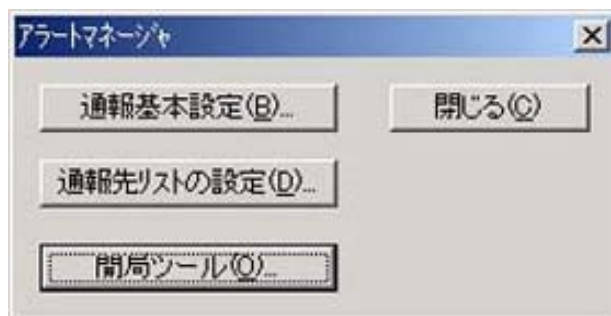 アラートマネージャ
通報基本設定(B)...
閉じる(C)
通報先リストの設定(D)...
開局ツール(O)...